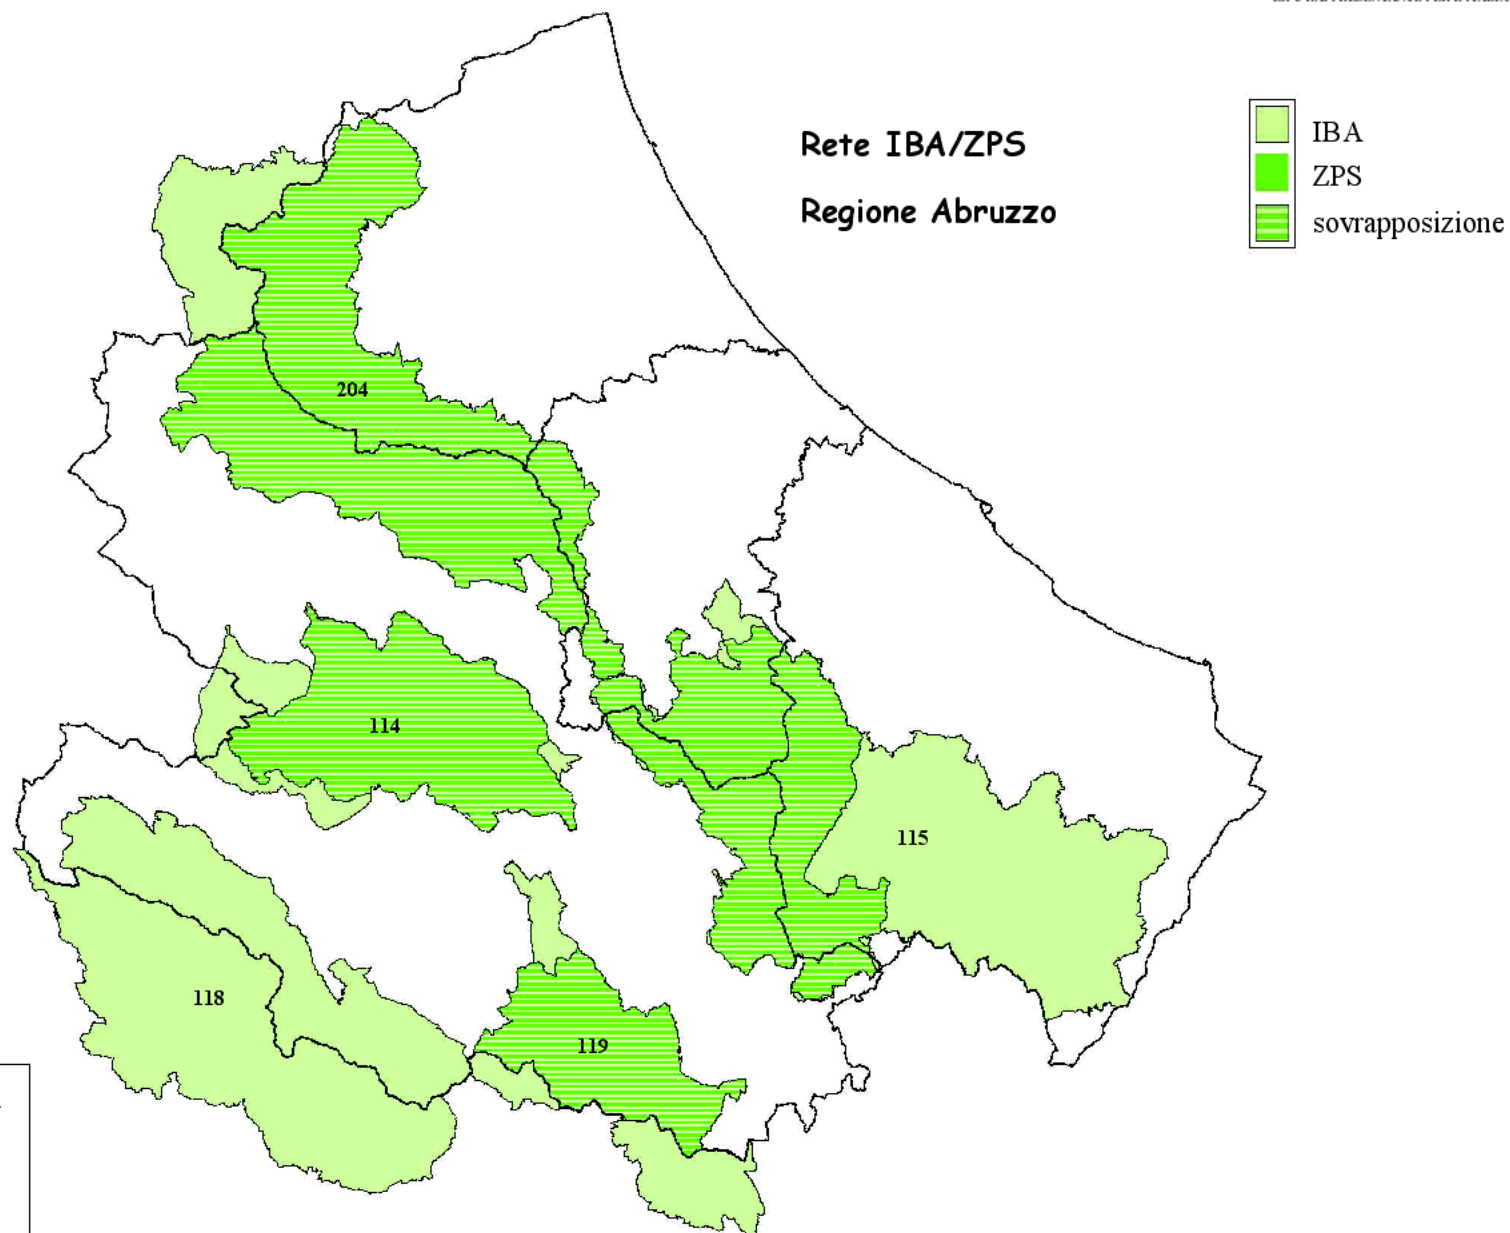 Rete IBA/ZPS
Regione Abruzzo
IBA
ZPS
sovrapposizione
204
114
115
118
119